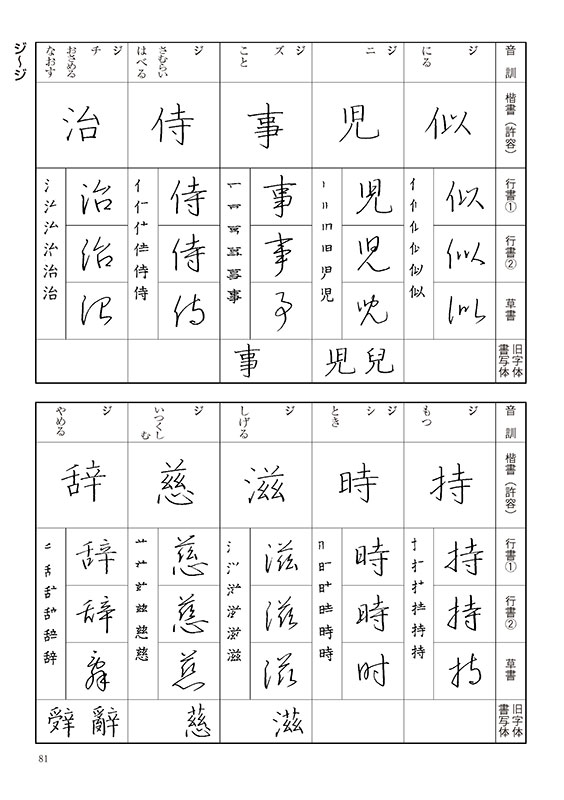 ジ〜ジ
音 訓
楷書（許容）
行書①
行書②
草書
旧字体
書写体
ジ
にる
似
似
似
似
ジ
ニ
児
児
児
児
兒
児
ジ
ズ
こと
事
事
事
事
事
ジ
さむらい
はべる
侍
侍
侍
侍
ジ
チ
おさめる
なおす
治
治
治
治
音 訓
楷書（許容）
行書①
行書②
草書
旧字体
書写体
ジ
もつ
持
持
持
持
ジ
シ
とき
時
時
時
时
ジ
しげる
滋
滋
滋
滋
滋
ジ
いつくしむ
慈
慈
慈
慈
慈
ジ
やめる
辞
辞
辞
辭
81